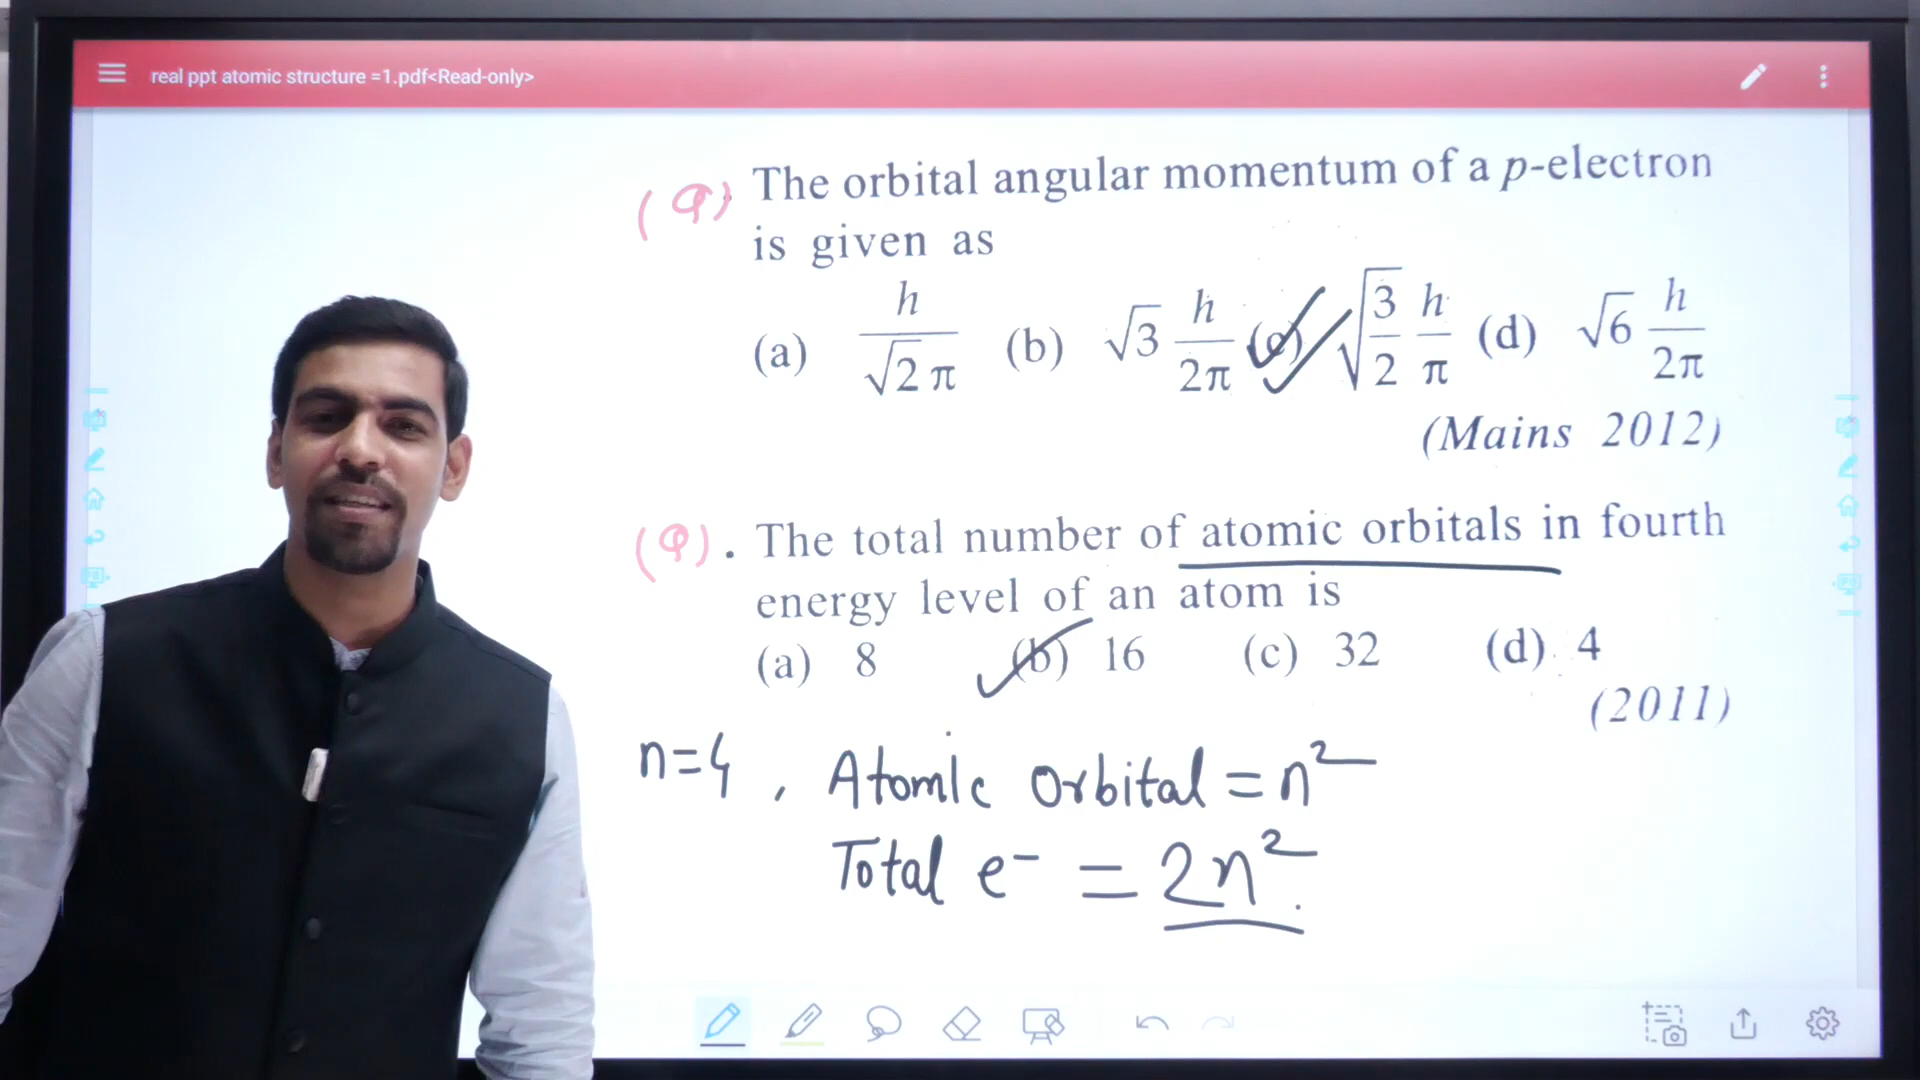 real ppt atomic structure =1.pdf<Read-only>
(Q). The orbital angular momentum of a p-electron
is given as
(a) h/√2 π (b) √3 h/2π (c) √3/2 h/π (d) √6 h/2π
(Mains 2012)
(Q). The total number of atomic orbitals in fourth
energy level of an atom is
(a) 8 (b) 16 (c) 32 (d) 4
(2011)
n=4, Atomic Orbital = n²
Total e⁻ = 2n²